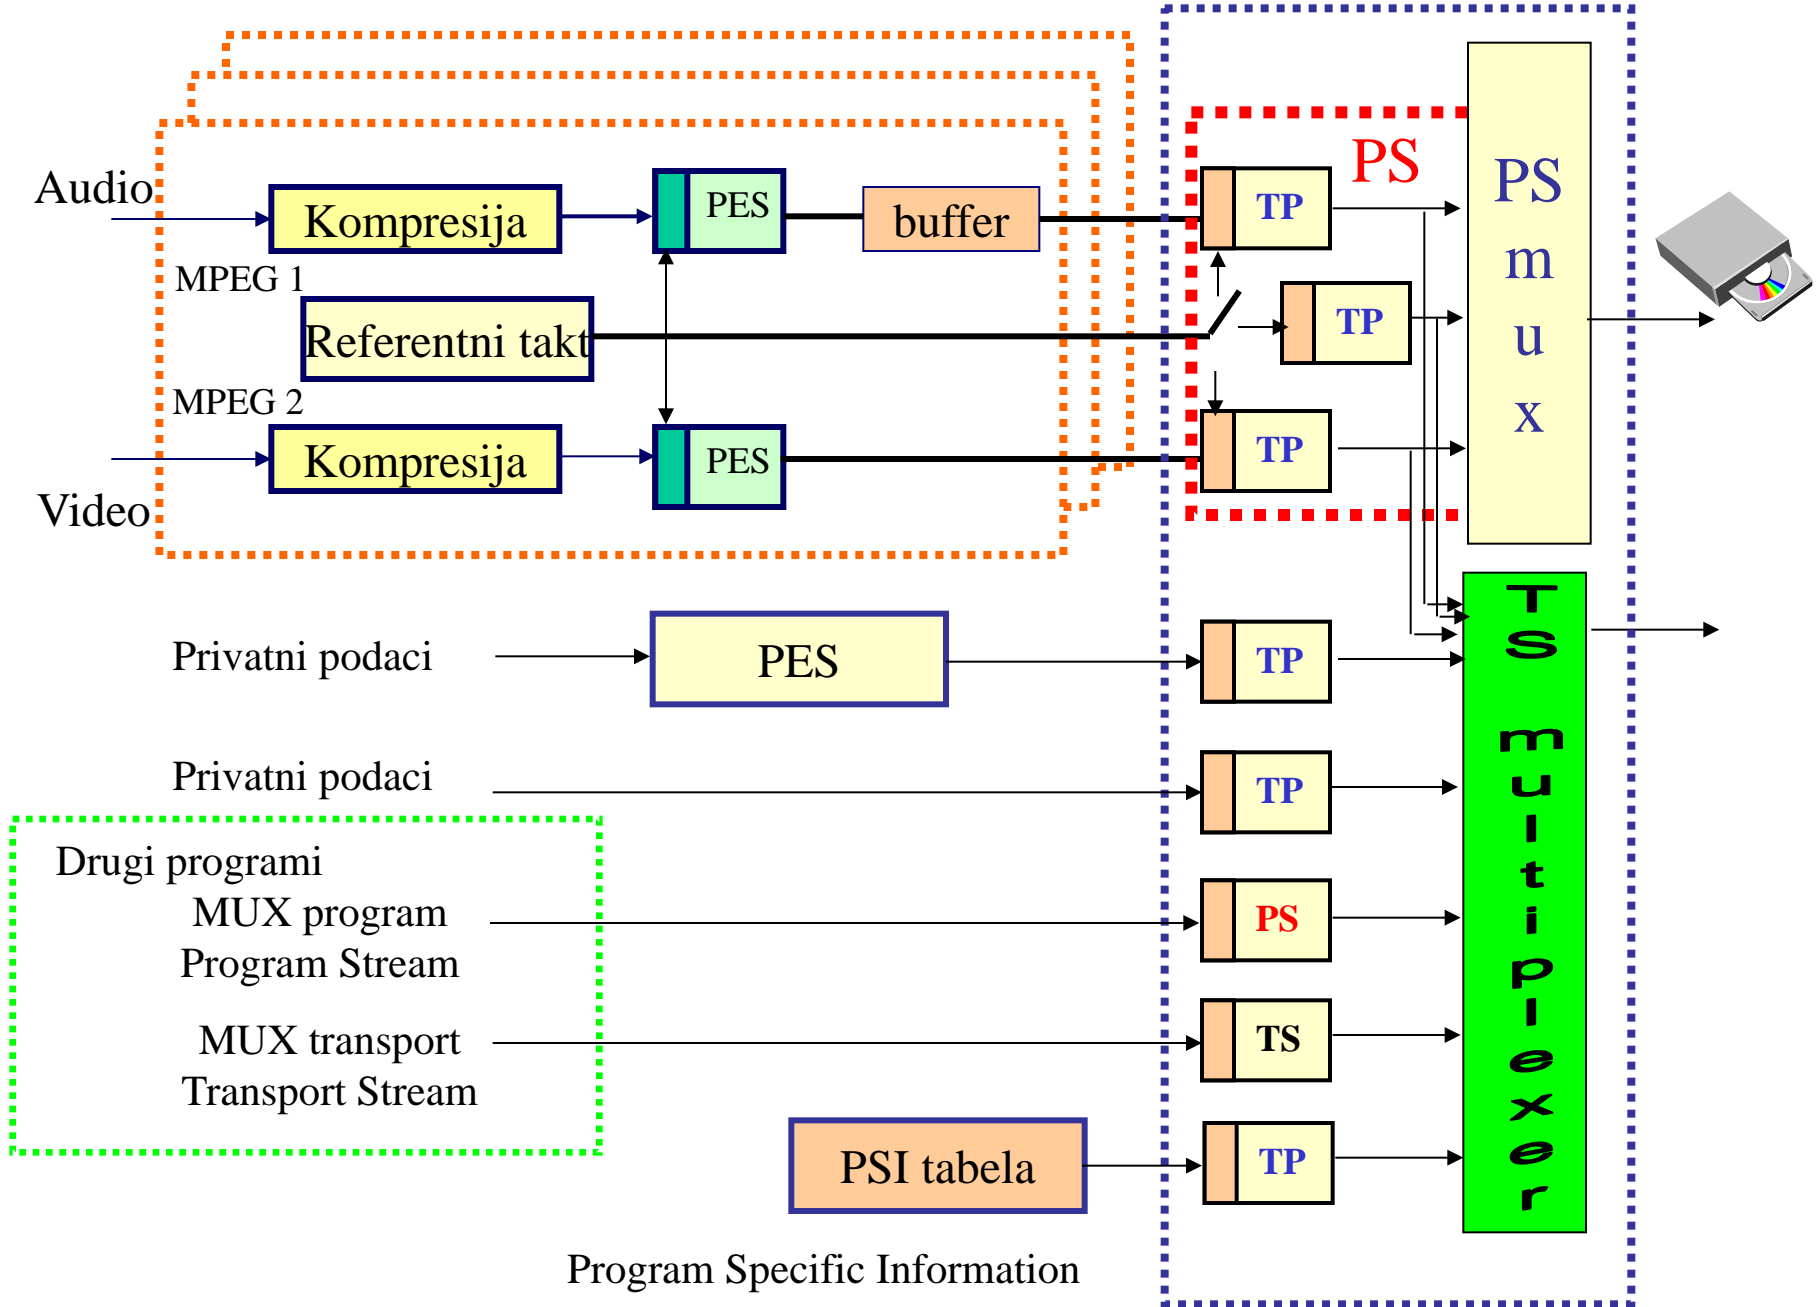 Audio
Kompresija
PES
buffer
TP
PS
PS
m
u
x
MPEG 1
Referentni takt
TP
MPEG 2
Kompresija
PES
TP
Video
Privatni podaci
PES
TP
TS multiplexer
Privatni podaci
TP
Drugi programi
MUX program
Program Stream
PS
MUX transport
Transport Stream
TS
PSI tabela
TP
Program Specific Information